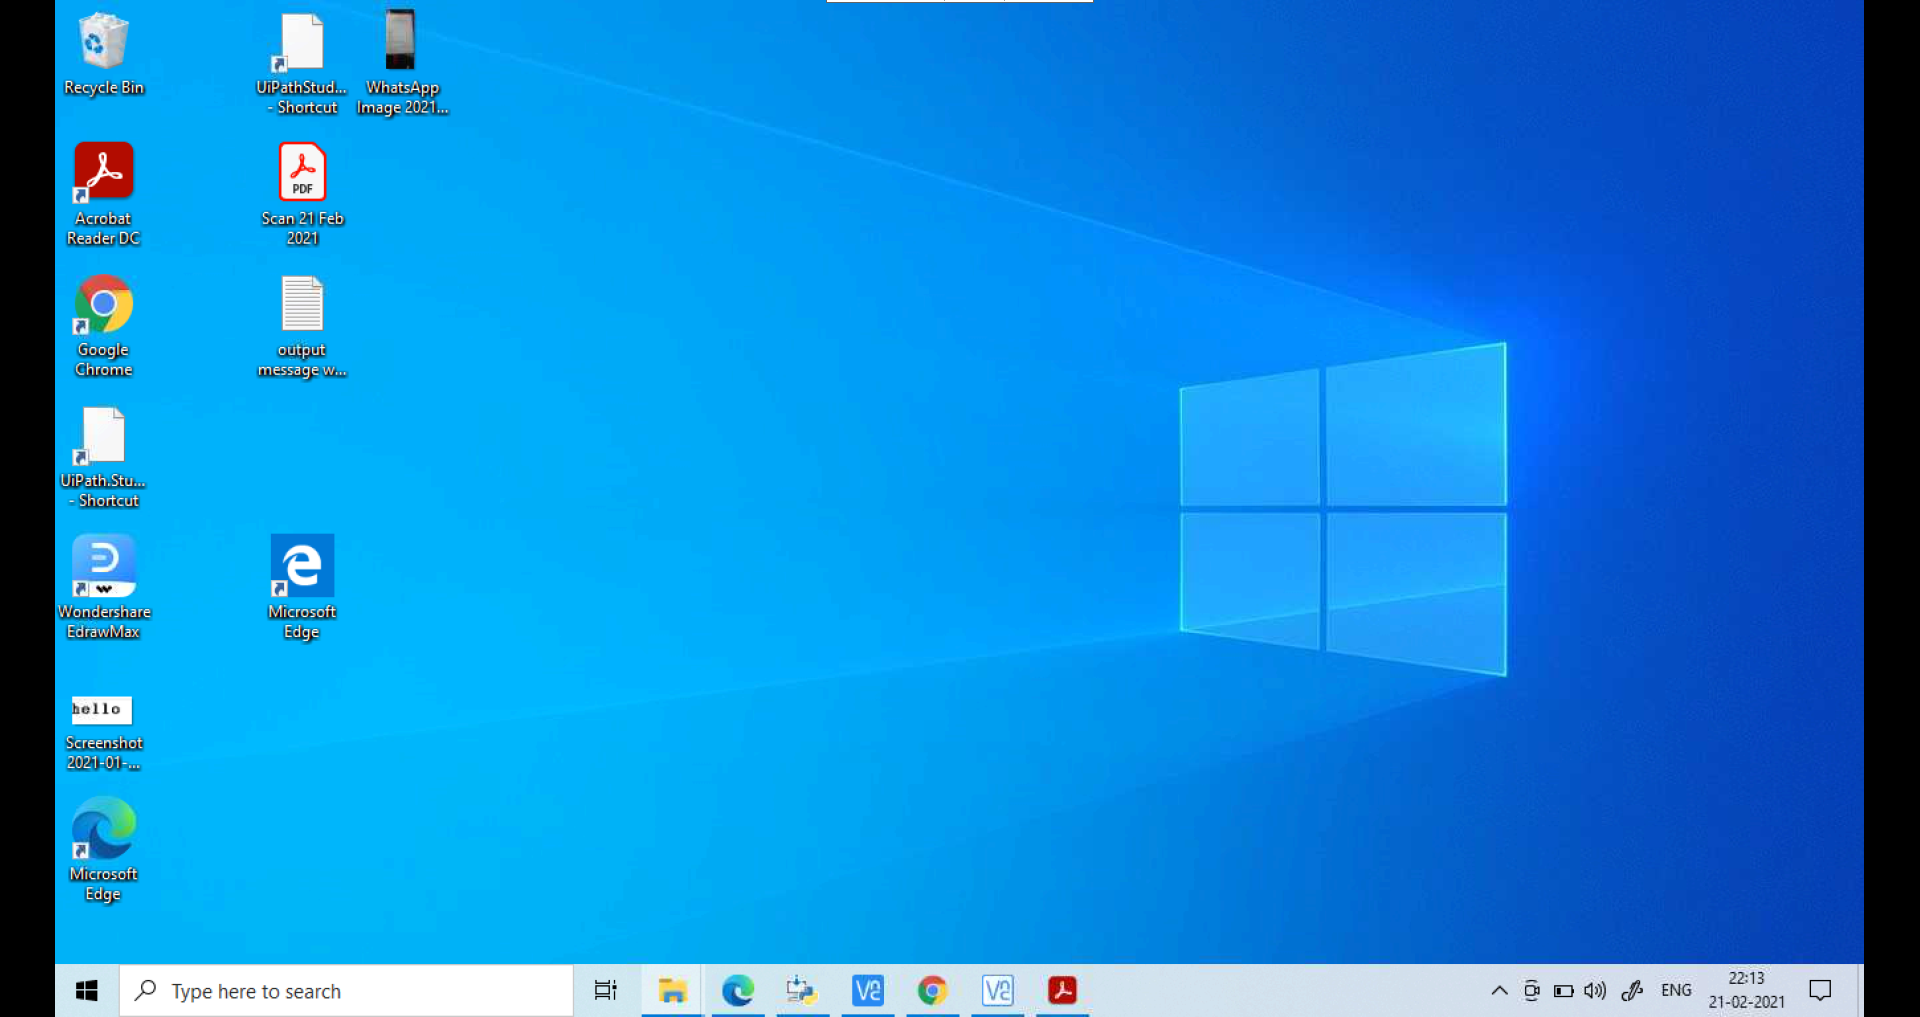 Recycle Bin
UiPathStud...
- Shortcut
WhatsApp
Image 2021...
Acrobat
Reader DC
PDF
Scan 21 Feb
2021
Google
Chrome
output
message w...
UiPath.Stu...
- Shortcut
Wondershare
EdrawMax
Microsoft
Edge
hello
Screenshot
2021-01-...
Microsoft
Edge
Type here to search
V2
V2
ENG
22:13
21-02-2021